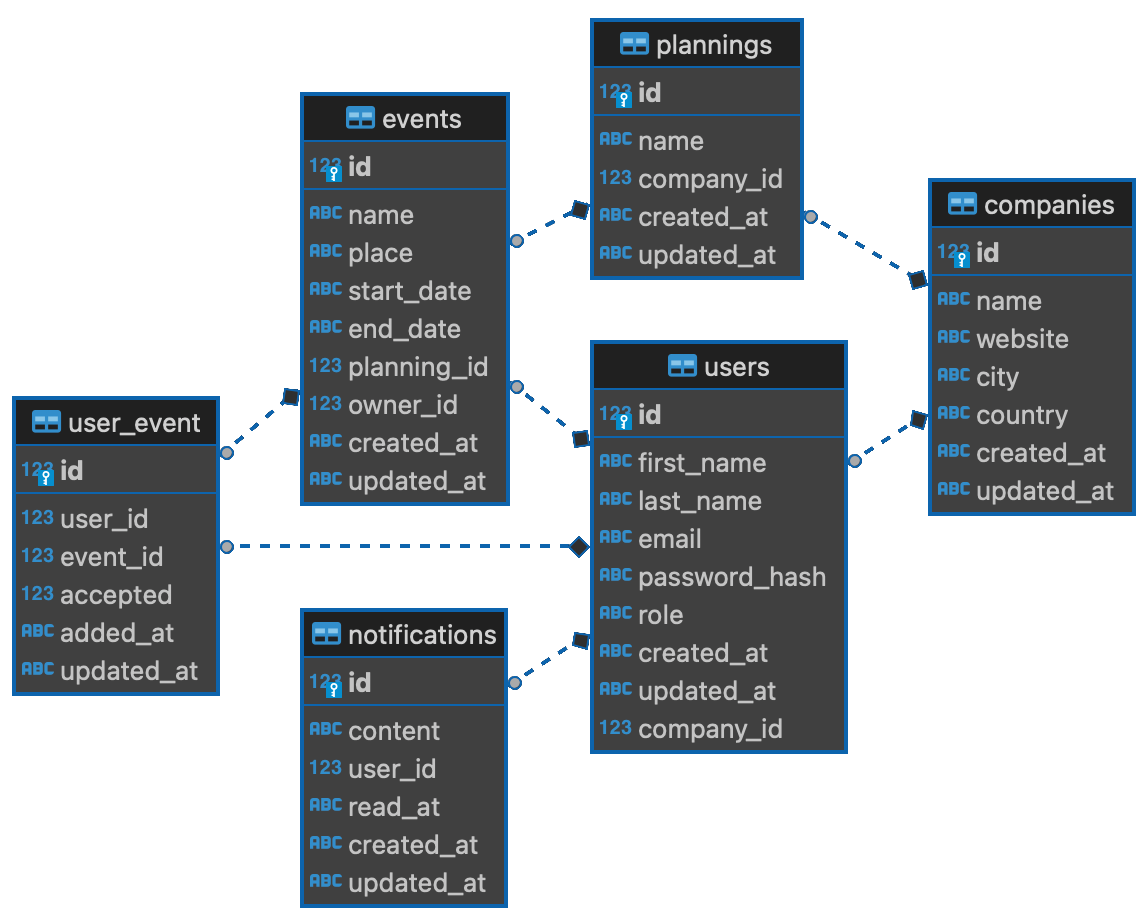 plannings
123 id
ABC name
123 company_id
ABC created_at
ABC updated_at
events
123 id
ABC name
ABC place
ABC start_date
ABC end_date
123 planning_id
123 owner_id
ABC created_at
ABC updated_at
companies
123 id
ABC name
ABC website
ABC city
ABC country
ABC created_at
ABC updated_at
users
123 id
ABC first_name
ABC last_name
ABC email
ABC password_hash
ABC role
ABC created_at
ABC updated_at
123 company_id
user_event
123 id
123 user_id
123 event_id
123 accepted
ABC added_at
ABC updated_at
notifications
123 id
ABC content
123 user_id
ABC read_at
ABC created_at
ABC updated_at